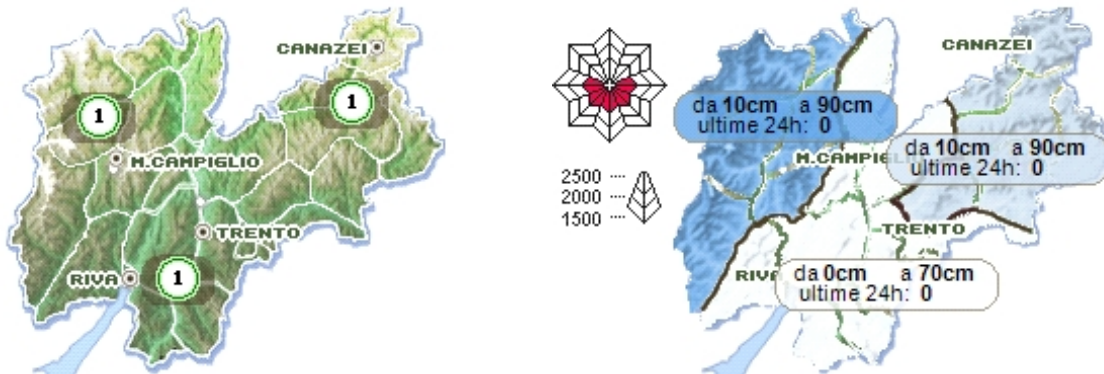 CANAZEI
1
1
M.CAMPIGLIO
TRENTO
RIVA
1
2500
2000
1500
CANAZEI
da 10cm a 90cm
ultime 24h: 0
da 10cm a 90cm
ultime 24h: 0
M.CAMPIGLIO
TRENTO
RIVA
da 0cm a 70cm
ultime 24h: 0